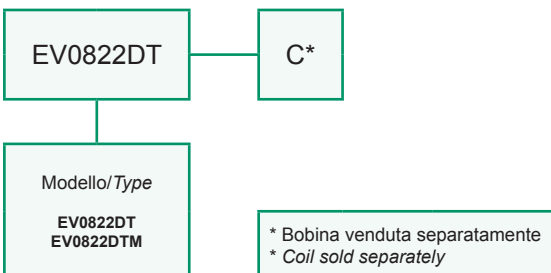 EV0822DT
C*
Modello/Type
EV0822DT
EV0822DTM
* Bobina venduta separatamente
* Coil sold separately